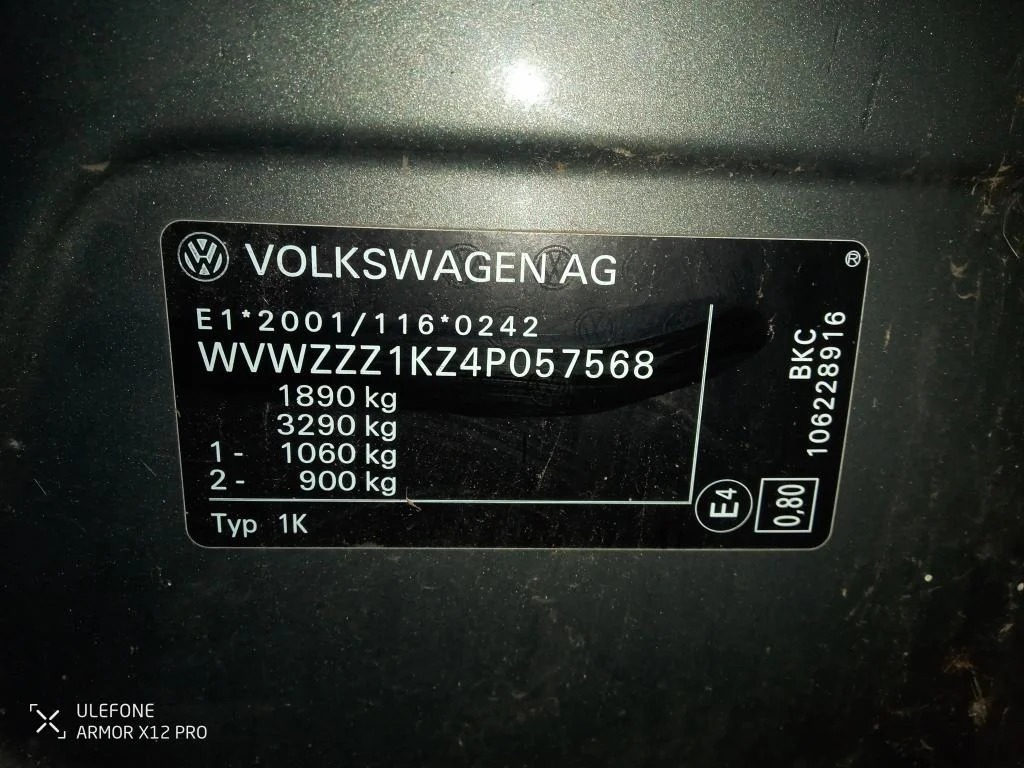 VOLKSWAGEN AG
®
E1*2001/116*0242
WVWZZZ1KZ4P057568
1890 kg
3290 kg
1- 1060 kg
2- 900 kg
Typ 1K
BKC
106228916
E4
0,80
ULEFONE
ARMOR X12 PRO